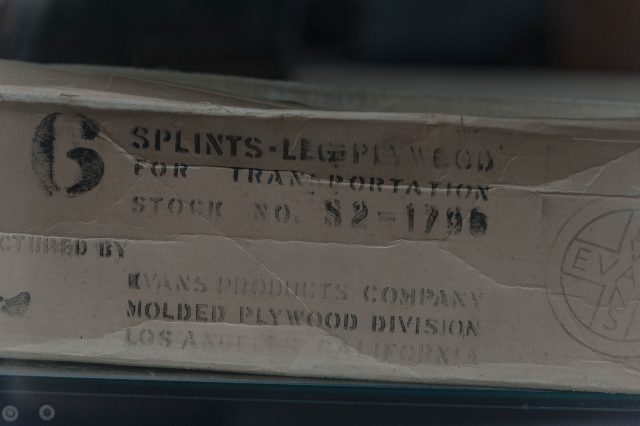 6
SPLINTS-LEG-PLYWOOD
FOR TRANSPORTATION
STOCK NO. S2-1796
CTURED BY
EVANS PRODUCTS COMPANY
MOLDED PLYWOOD DIVISION
LOS ANGELES CALIFORNIA
EVANS